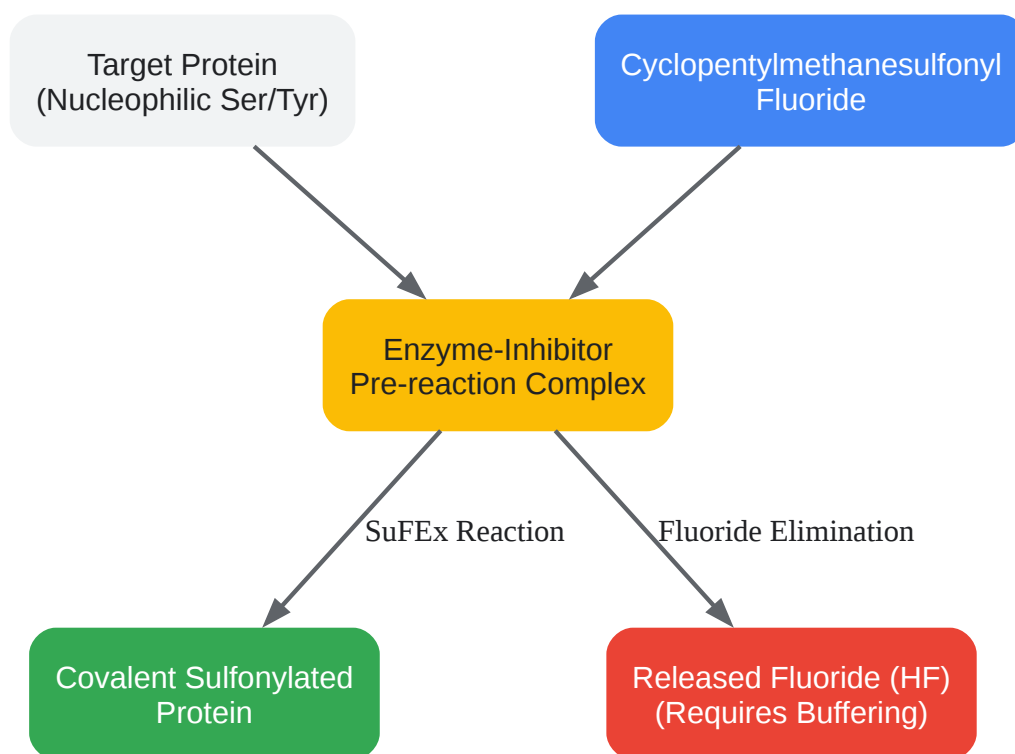 Target Protein
(Nucleophilic Ser/Tyr)
Cyclopentylmethanesulfonyl
Fluoride
Enzyme-Inhibitor
Pre-reaction Complex
SuFEx Reaction
Fluoride Elimination
Covalent Sulfonylated
Protein
Released Fluoride (HF)
(Requires Buffering)